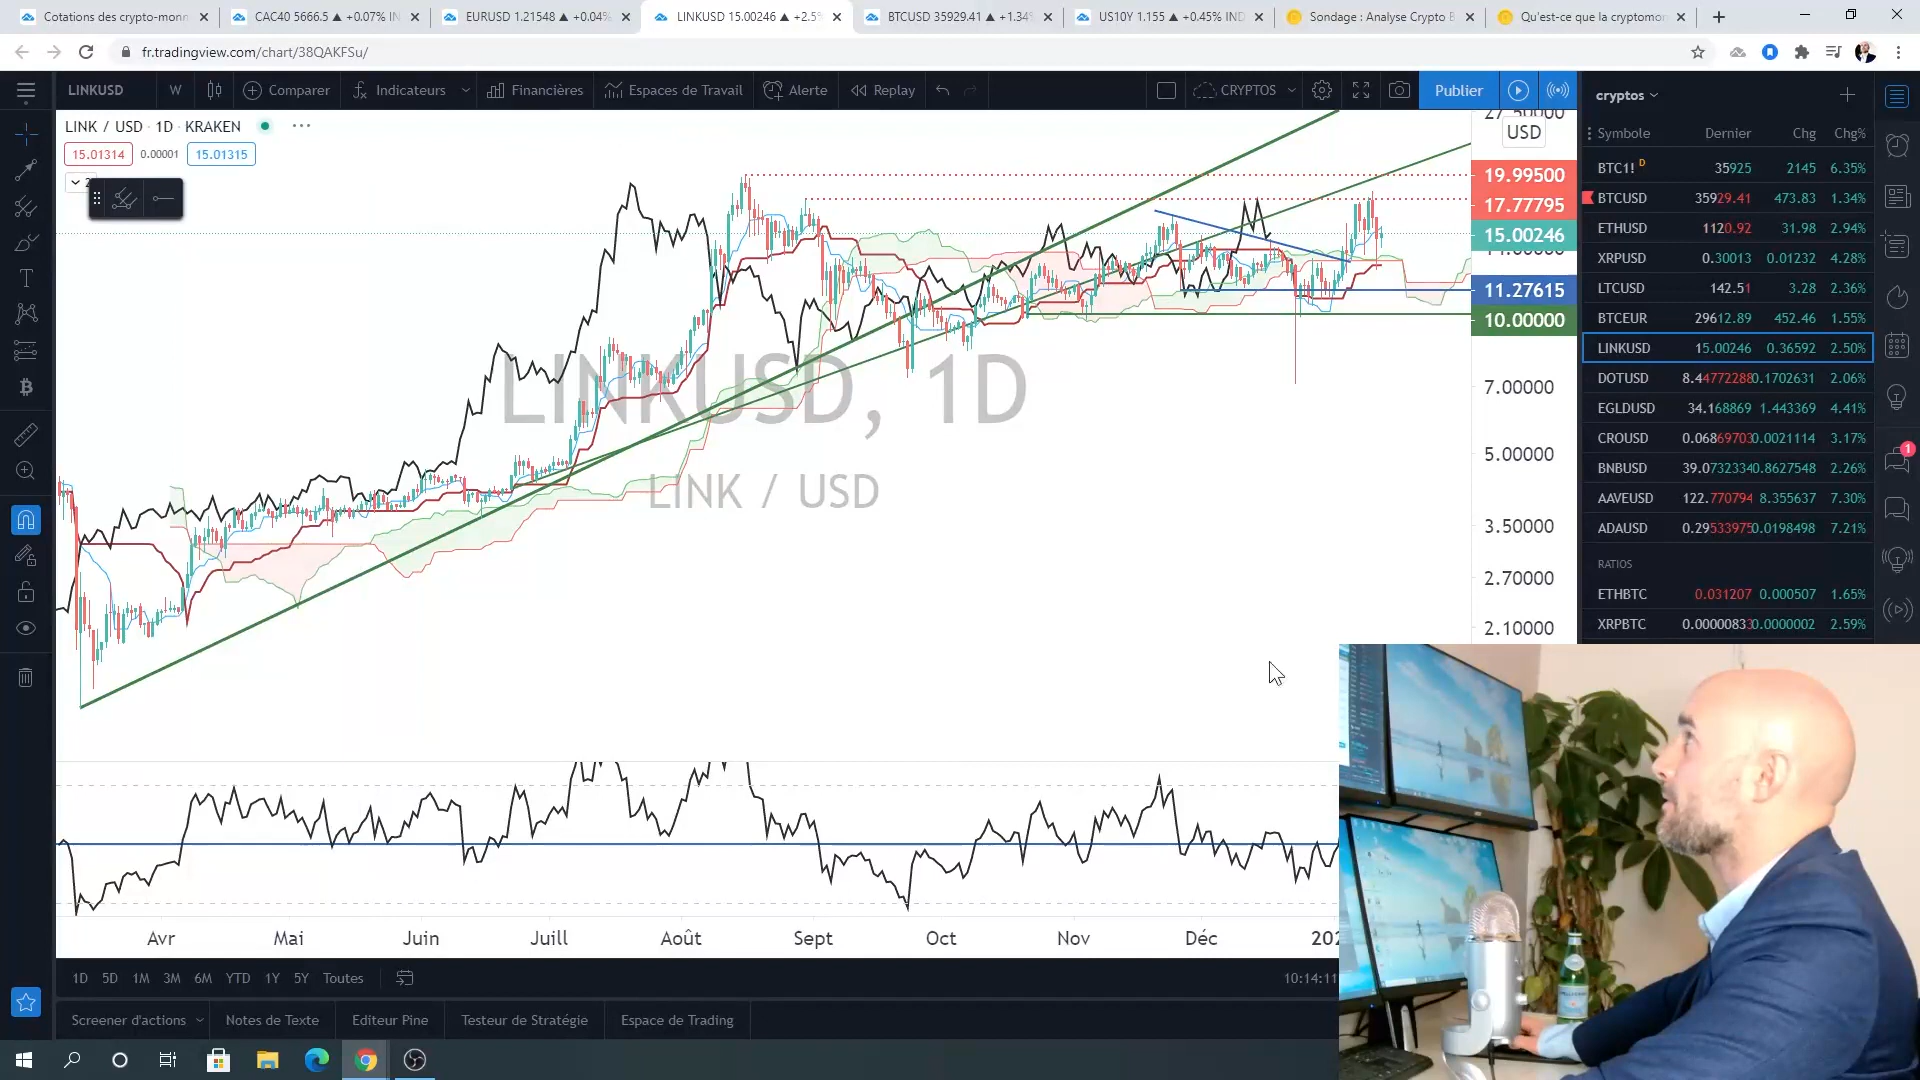 Cotations des crypto-monn
CAC40 5666.5 ▲ +0.07% IN
EURUSD 1.21548 ▲ +0.04%
LINKUSD 15.00246 ▲ +2.5
BTCUSD 35929.41 ▲ +1.34
US10Y 1.155 ▲ +0.45% IND
Sondage : Analyse Crypto B
Qu'est-ce que la cryptomon
fr.tradingview.com/chart/38QAKFSu/
LINKUSD W Comparer Indicateurs Financières Espaces de Travail Alerte Replay CRYPTOS Publier
LINK / USD · 1D · KRAKEN
15.01314 0.00001 15.01315
27.50000
USD
19.99500
17.77795
15.00246
11.27615
10.00000
7.00000
5.00000
3.50000
2.70000
2.10000
LINKUSD, 1D
LINK / USD
Avr Mai Juin Juill Août Sept Oct Nov Déc 202
1D 5D 1M 3M 6M YTD 1Y 5Y Toutes 10:14:11
Screener d'actions Notes de Texte Editeur Pine Testeur de Stratégie Espace de Trading
cryptos
Symbole Dernier Chg Chg%
BTC1! D 35925 2145 6.35%
BTCUSD 35929.41 473.83 1.34%
ETHUSD 1120.92 31.98 2.94%
XRPUSD 0.30013 0.01232 4.28%
LTCUSD 142.51 3.28 2.36%
BTCEUR 29612.89 452.46 1.55%
LINKUSD 15.00246 0.36592 2.50%
DOTUSD 8.44772288 0.1702631 2.06%
EGLDUSD 34.168869 1.443369 4.41%
CROUSD 0.06869703 0.0021114 3.17%
BNBUSD 39.0732334 0.8627548 2.26%
AAVEUSD 122.770794 8.355637 7.30%
ADAUSD 0.29533975 0.0198498 7.21%
RATIOS
ETHBTC 0.031207 0.000507 1.65%
XRPBTC 0.00000833 0.0000002 2.59%
1